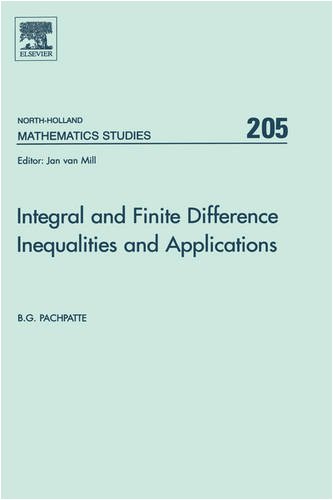 ELSEVIER
NORTH-HOLLAND
MATHEMATICS STUDIES 205
Editor: Jan van Mill
Integral and Finite Difference
Inequalities and Applications
B.G. PACHPATTE